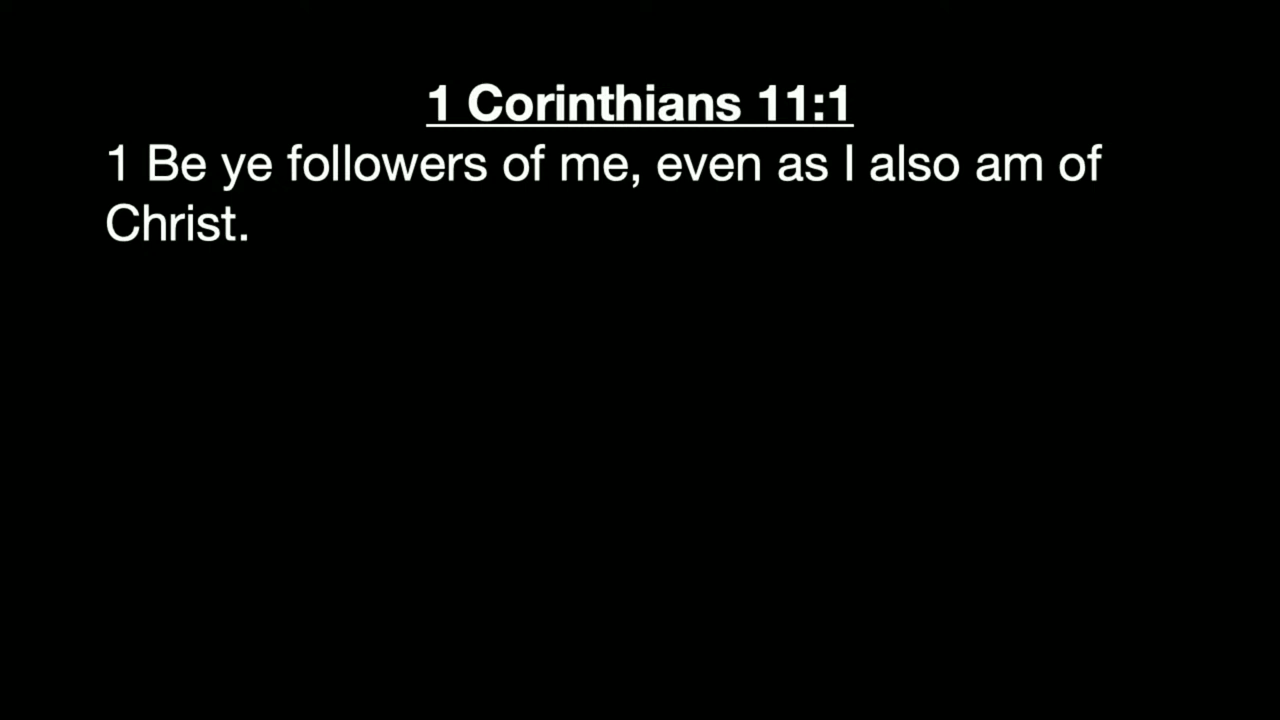 1 Corinthians 11:1
1 Be ye followers of me, even as I also am of
Christ.